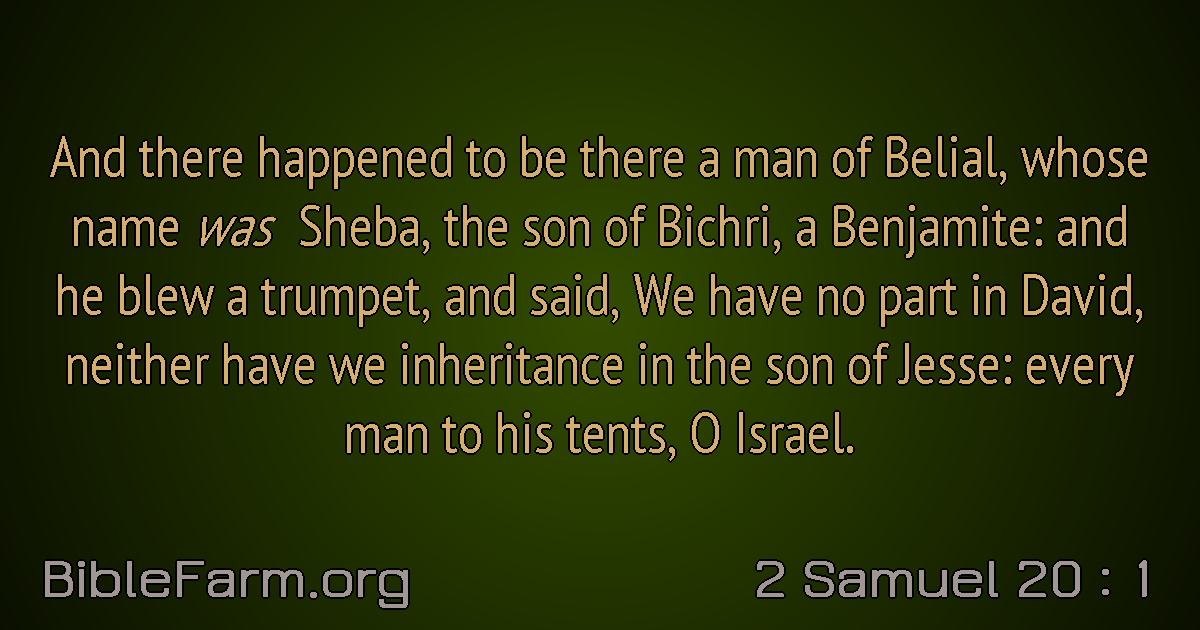 And there happened to be there a man of Belial, whose
name was Sheba, the son of Bichri, a Benjamite: and
he blew a trumpet, and said, We have no part in David,
neither have we inheritance in the son of Jesse: every
man to his tents, O Israel.
BibleFarm.org
2 Samuel 20 : 1